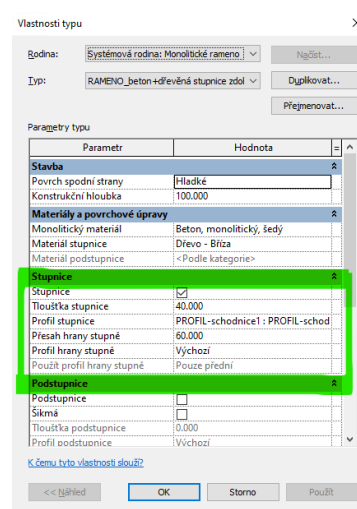 Vlastnosti typu
Rodina: Systémová rodina: Monolitické rameno Načíst...
Typ: RAMENO_beton+dřevěná stupnice zdol Duplikovat...
Přejmenovat...
Parametry typu
Parametr Hodnota =
Stavba
Povrch spodní strany Hladké
Konstrukční hloubka 100.000
Materiály a povrchové úpravy
Monolitický materiál Beton, monolitický, šedý
Materiál stupnice Dřevo - Bříza
Materiál podstupnice <Podle kategorie>
Stupnice
Stupnice
Tloušťka stupnice 40.000
Profil stupnice PROFIL-schodnice1 : PROFIL-schod
Přesah hrany stupně 60.000
Profil hrany stupně Výchozí
Použít profil hrany stupně Pouze přední
Podstupnice
Podstupnice
Šikmá
Tloušťka podstupnice 0.000
Profil podstupnice Výchozí
K čemu tyto vlastnosti slouží?
<< Náhled OK Storno Použít